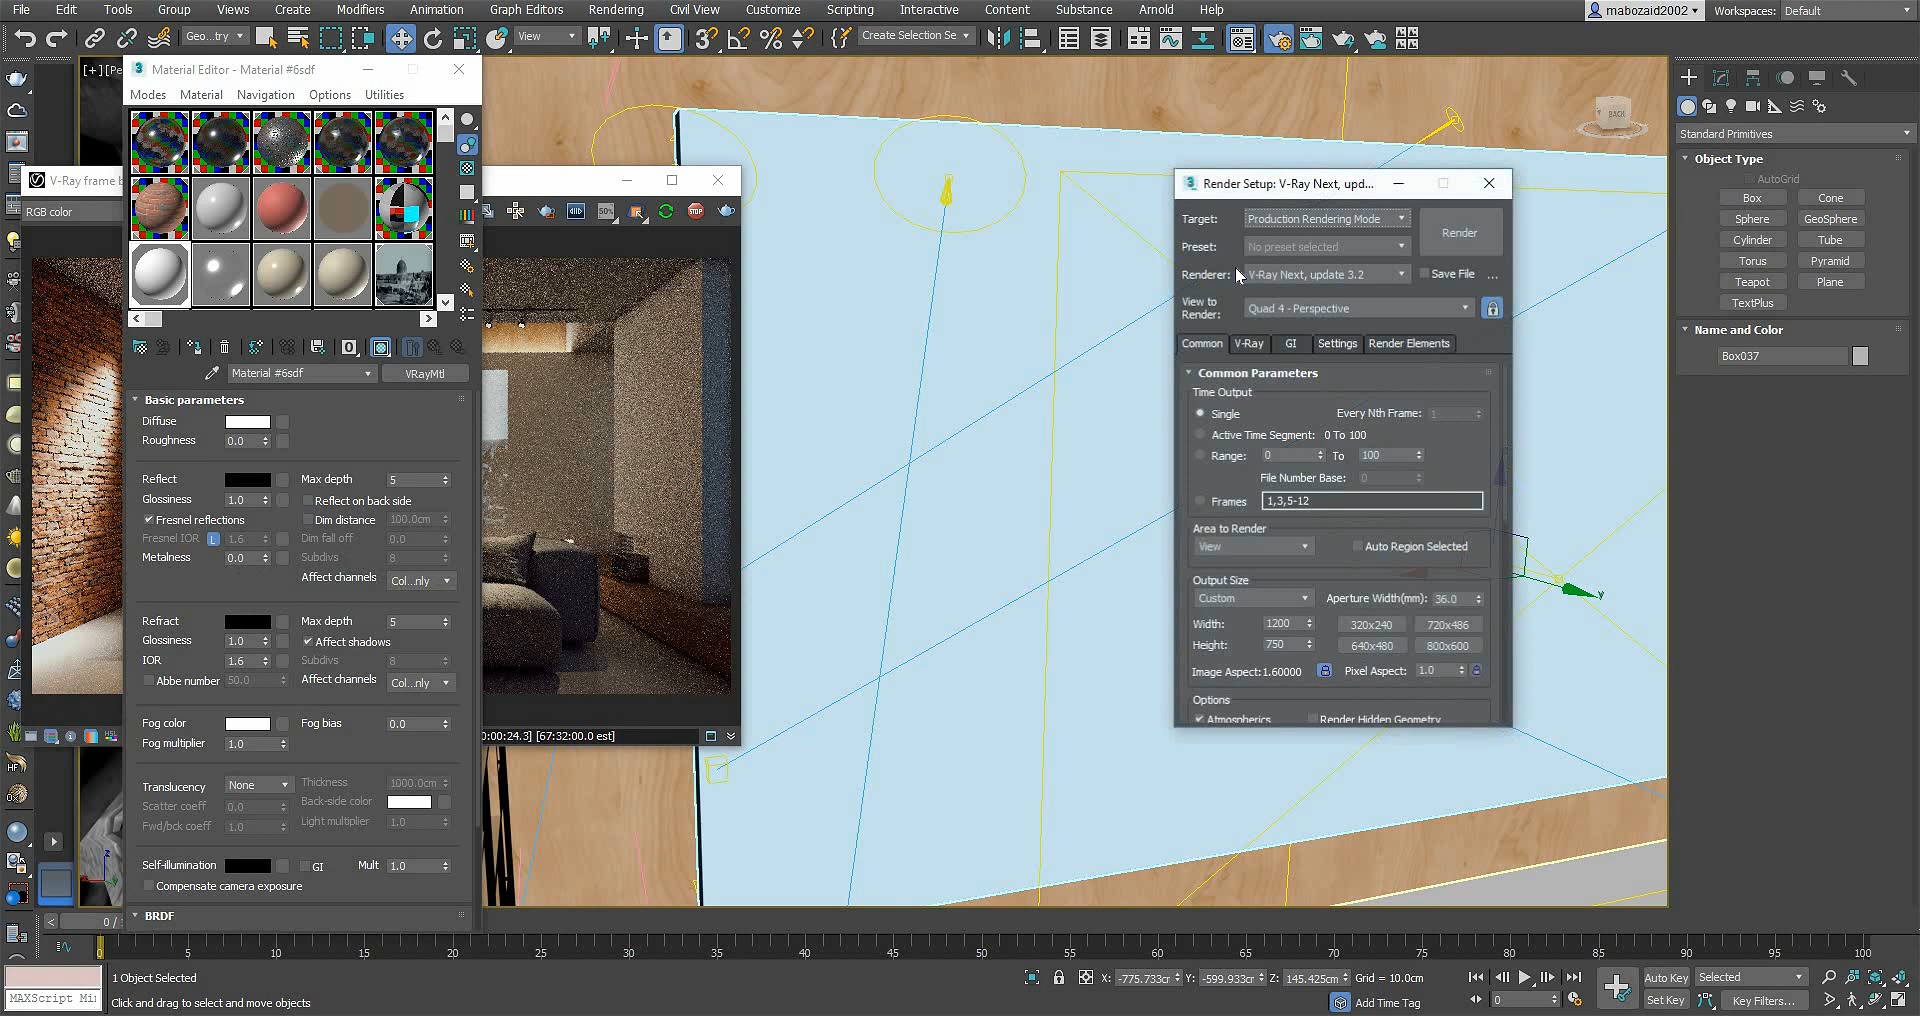 File Edit Tools Group Views Create Modifiers Animation Graph Editors Rendering Civil View Customize Scripting Interactive Content Substance Arnold Help mabozaid2002 Workspaces: Default
Geo...try View Create Selection Se
[+][Pe
Material Editor - Material #6sdf
Modes Material Navigation Options Utilities
V-Ray frame b
RGB color
50%
STOP
Material #6sdf VRayMtl
Basic parameters
Diffuse
Roughness 0.0
Reflect Max depth 5
Glossiness 1.0 Reflect on back side
Fresnel reflections Dim distance 100.0cm
Fresnel IOR L 1.6 Dim fall off 0.0
Metalness 0.0 Subdivs 8
Affect channels Col...nly
Refract Max depth 5
Glossiness 1.0 Affect shadows
IOR 1.6 Subdivs 8
Abbe number 50.0 Affect channels Col...nly
Fog color Fog bias 0.0
Fog multiplier 1.0
Translucency None Thickness 1000.0cm
Scatter coeff 0.0 Back-side color
Fwd/bck coeff 1.0 Light multiplier 1.0
Self-illumination GI Mult 1.0
Compensate camera exposure
BRDF
0:00:24.3] [67:32:00.0 est]
HSL
HF
Render Setup: V-Ray Next, upd...
Target: Production Rendering Mode
Render
Preset: No preset selected
Renderer: V-Ray Next, update 3.2 Save File ...
View to Render: Quad 4 - Perspective
Common V-Ray GI Settings Render Elements
Common Parameters
Time Output
Single Every Nth Frame: 1
Active Time Segment: 0 To 100
Range: 0 To 100
File Number Base: 0
Frames 1,3,5-12
Area to Render
View Auto Region Selected
Output Size
Custom Aperture Width(mm): 36.0
Width: 1200 320x240 720x486
Height: 750 640x480 800x600
Image Aspect:1.60000 Pixel Aspect: 1.0
Options
Atmospherics Render Hidden Geometry
BACK
y
z
Standard Primitives
Object Type
AutoGrid
Box Cone
Sphere GeoSphere
Cylinder Tube
Torus Pyramid
Teapot Plane
TextPlus
Name and Color
Box037
0 /
0 5 10 15 20 25 30 35 40 45 50 55 60 65 70 75 80 85 90 95 100
1 Object Selected
X: -775.733cr Y: -599.933cr Z: 145.425cm Grid = 10.0cm
Auto Key Selected
MAXScript Mi
Click and drag to select and move objects
Add Time Tag
0
Set Key Key Filters...